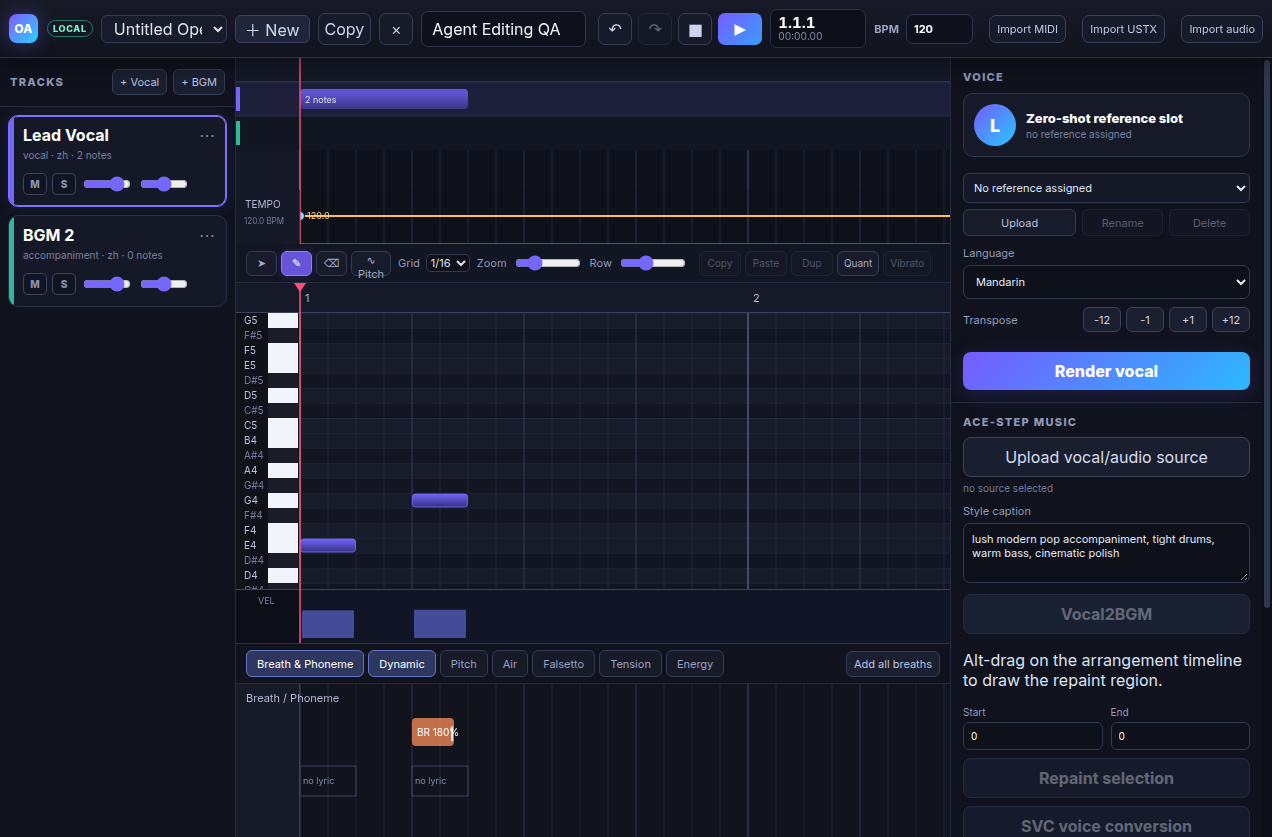 OA
LOCAL
Untitled Ope
+ New
Copy
×
Agent Editing QA
1.1.1
00:00.00
BPM
120
Import MIDI
Import USTX
Import audio
TRACKS
+ Vocal
+ BGM
Lead Vocal
vocal · zh · 2 notes
M
S
BGM 2
accompaniment · zh · 0 notes
M
S
2 notes
TEMPO
120.0 BPM
120.0
Pitch
Grid
1/16
Zoom
Row
Copy
Paste
Dup
Quant
Vibrato
1
2
G5
F#5
F5
E5
D#5
D5
C#5
C5
B4
A#4
A4
G#4
G4
F#4
F4
E4
D#4
D4
C#4
VEL
Breath & Phoneme
Dynamic
Pitch
Air
Falsetto
Tension
Energy
Add all breaths
Breath / Phoneme
BR 180%
no lyric
no lyric
VOICE
L
Zero-shot reference slot
no reference assigned
No reference assigned
Upload
Rename
Delete
Language
Mandarin
Transpose
-12
-1
+1
+12
Render vocal
ACE-STEP MUSIC
Upload vocal/audio source
no source selected
Style caption
lush modern pop accompaniment, tight drums,
warm bass, cinematic polish
Vocal2BGM
Alt-drag on the arrangement timeline
to draw the repaint region.
Start
End
0
0
Repaint selection
SVC voice conversion